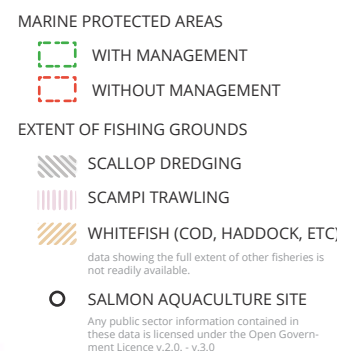 MARINE PROTECTED AREAS
WITH MANAGEMENT
WITHOUT MANAGEMENT
EXTENT OF FISHING GROUNDS
SCALLOP DREDGING
SCAMPI TRAWLING
WHITEFISH (COD, HADDOCK, ETC)
data showing the full extent of other fisheries is
not readily available.
SALMON AQUACULTURE SITE
Any public sector information contained in
these data is licensed under the Open Govern-
ment Licence v.2.0. - v.3.0